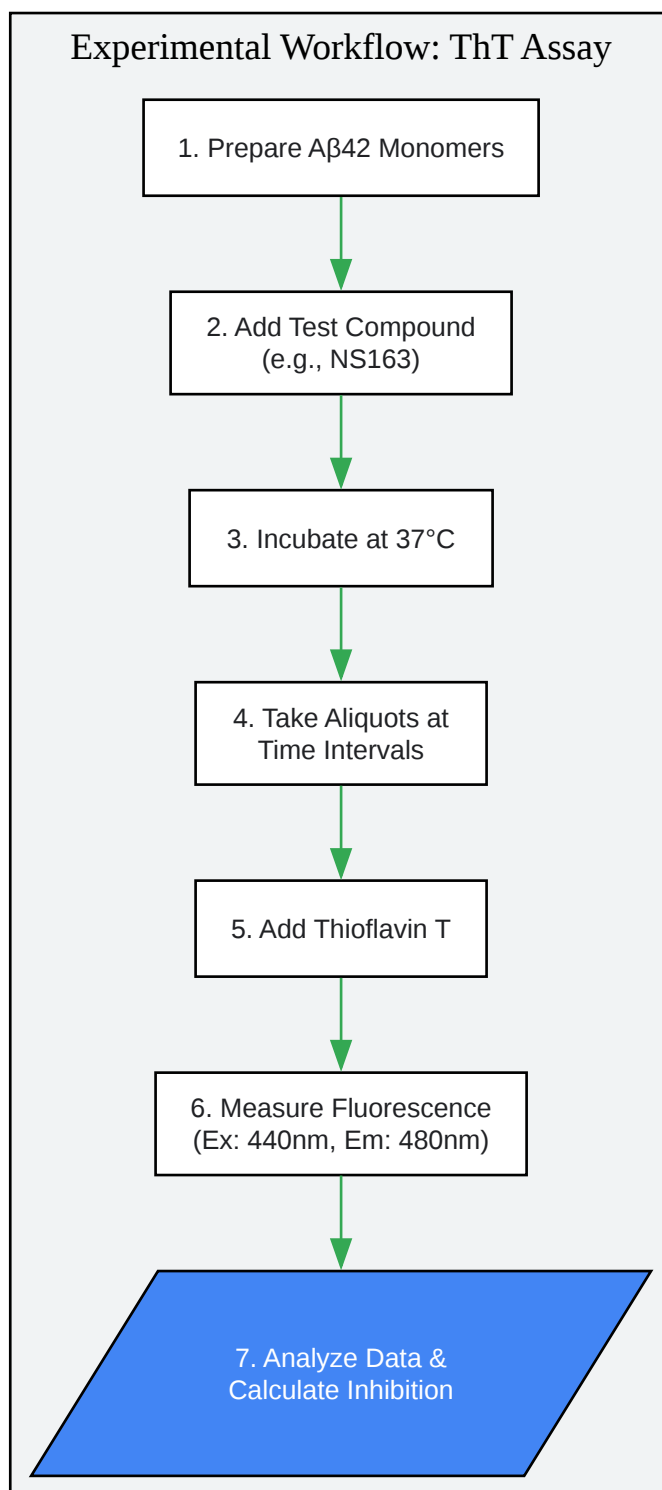 Experimental Workflow: ThT Assay
1. Prepare Aβ42 Monomers
2. Add Test Compound
(e.g., NS163)
3. Incubate at 37°C
4. Take Aliquots at
Time Intervals
5. Add Thioflavin T
6. Measure Fluorescence
(Ex: 440nm, Em: 480nm)
7. Analyze Data &
Calculate Inhibition